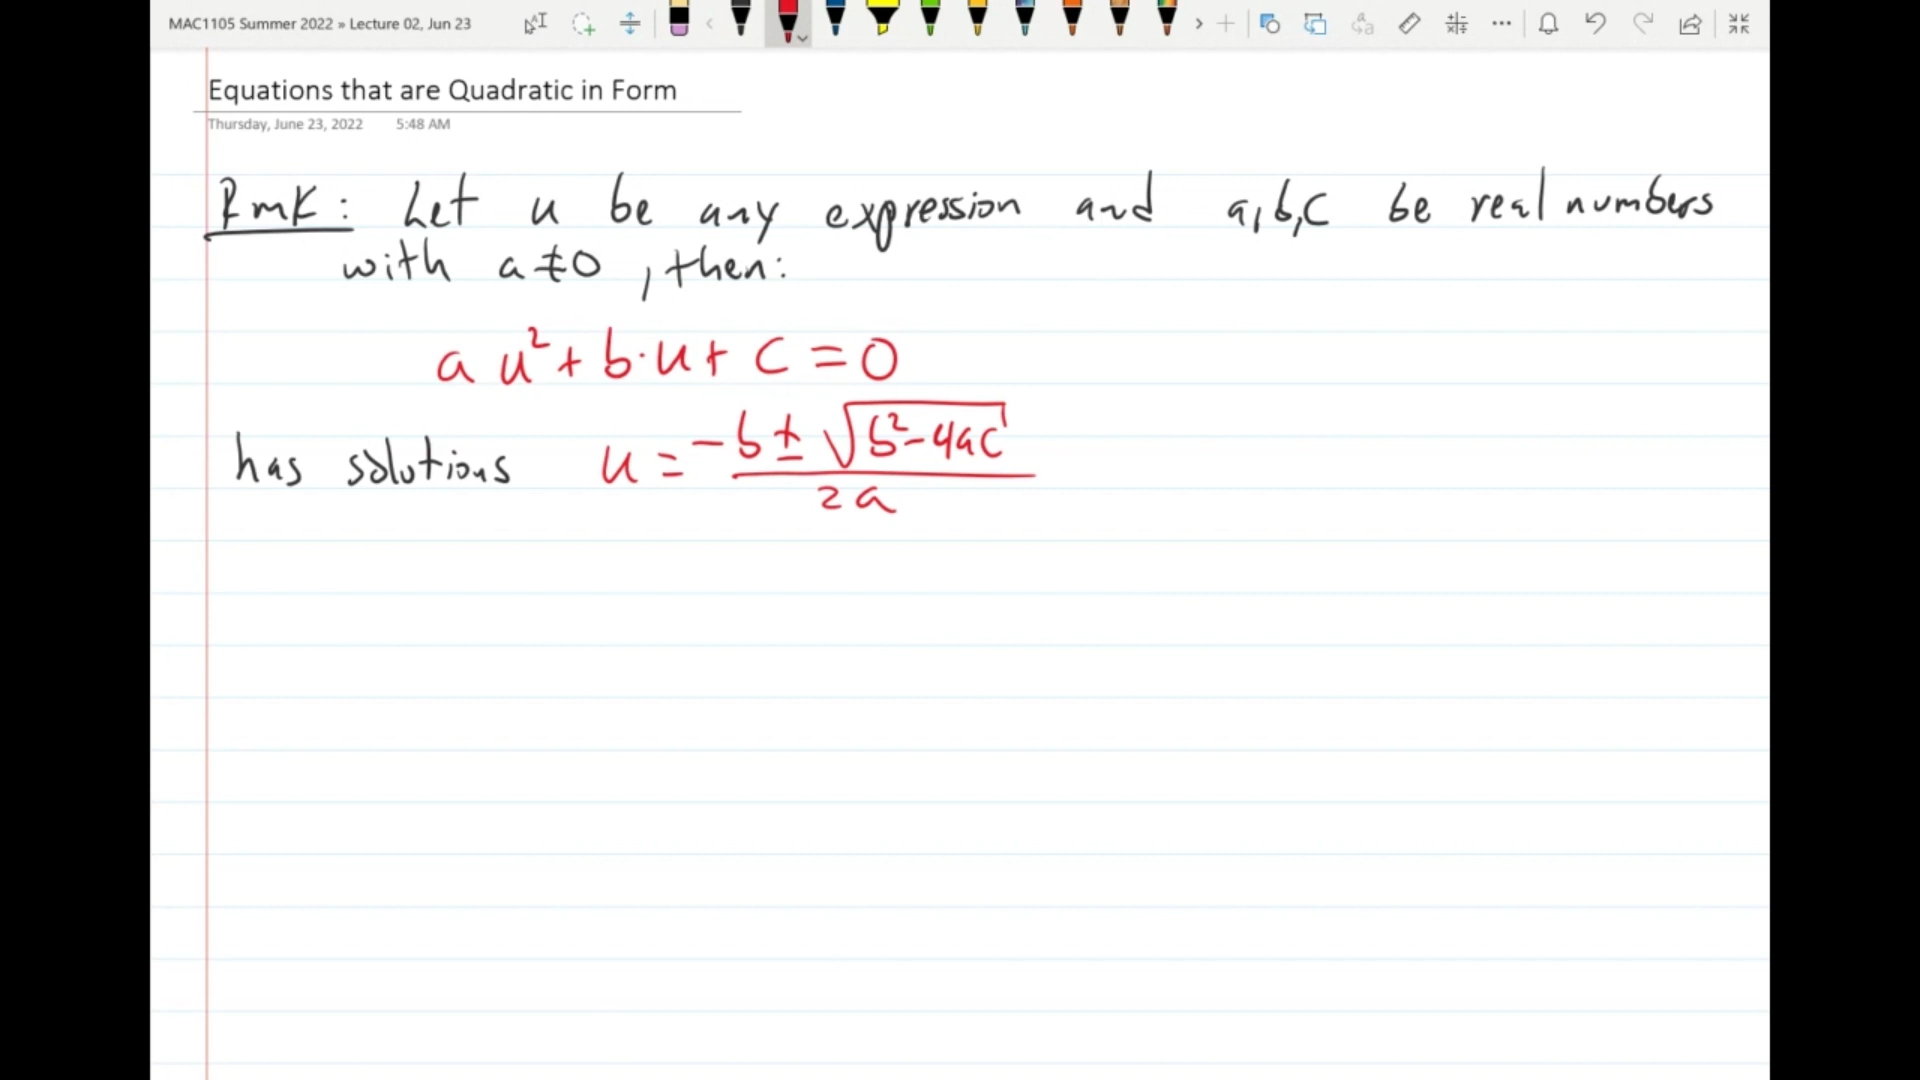 MAC1105 Summer 2022 » Lecture 02, Jun 23
Equations that are Quadratic in Form
Thursday, June 23, 2022 5:48 AM
Rmk: Let u be any expression and a,b,c be real numbers
with a≠0, then:
a u² + b·u + c = 0
has solutions u = -b ± √(b²-4ac) / 2a